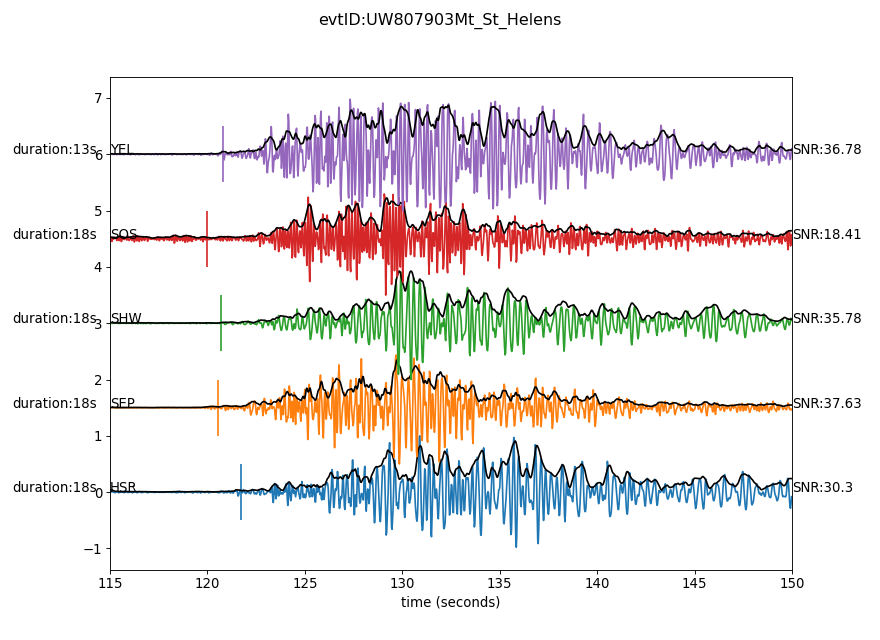 evtID:UW807903Mt_St_Helens
7
duration:13s
6
YEL
SNR:36.78
5
duration:18s
SOS
SNR:18.41
4
duration:18s
3
SHW
SNR:35.78
2
duration:18s
SEP
SNR:37.63
1
duration:18s
0
HSR
SNR:30.3
−1
115 120 125 130 135 140 145 150
time (seconds)